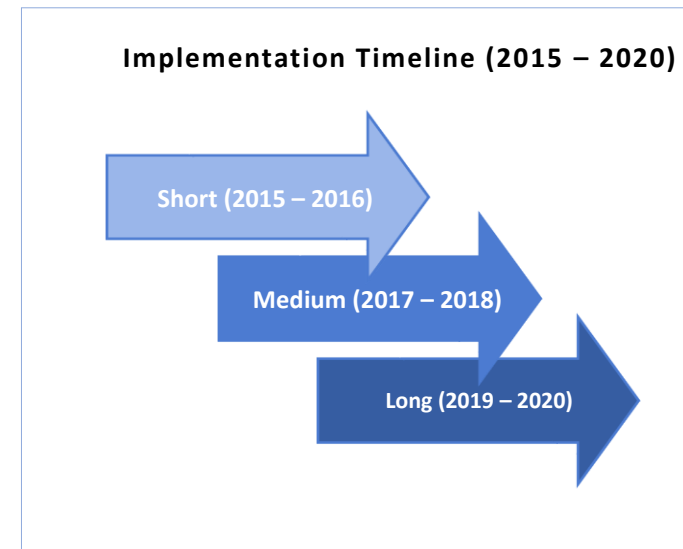 Implementation Timeline (2015 – 2020)
Short (2015 – 2016)
Medium (2017 – 2018)
Long (2019 – 2020)